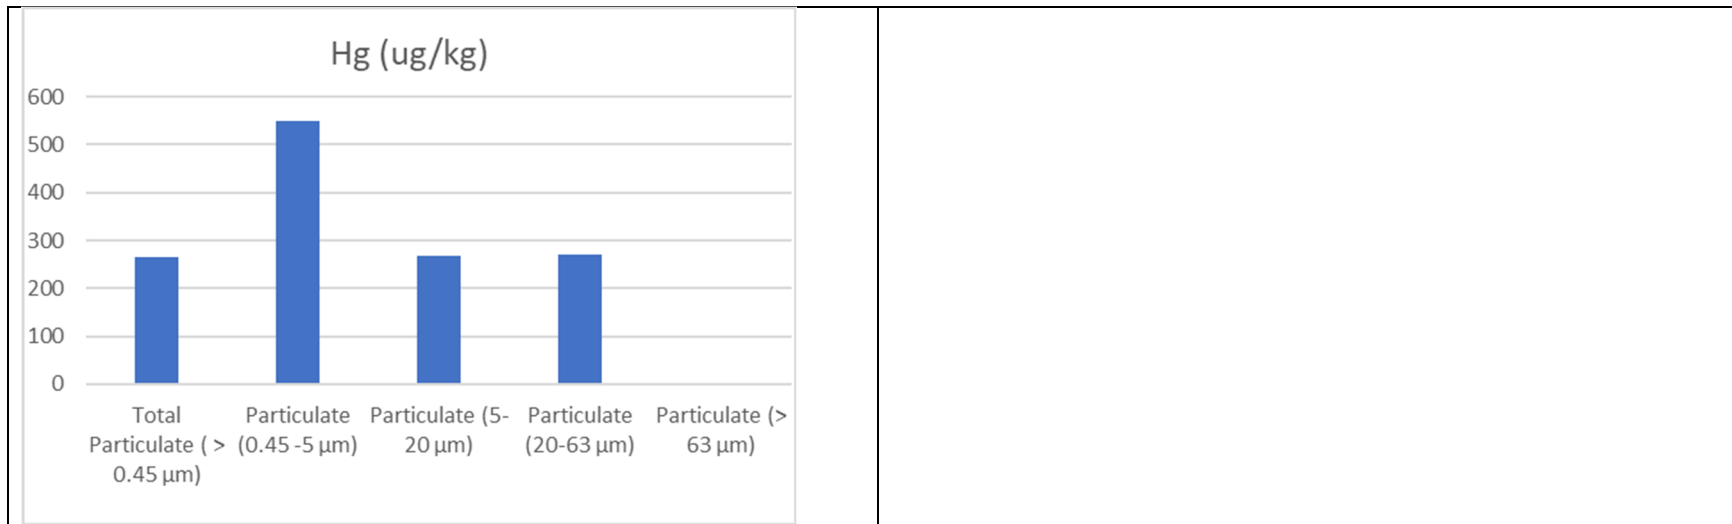 Hg (ug/kg)
600
500
400
300
200
100
0
Total
Particulate ( >
0.45 µm)
Particulate
(0.45 -5 µm)
Particulate (5-
20 µm)
Particulate
(20-63 µm)
Particulate (>
63 µm)